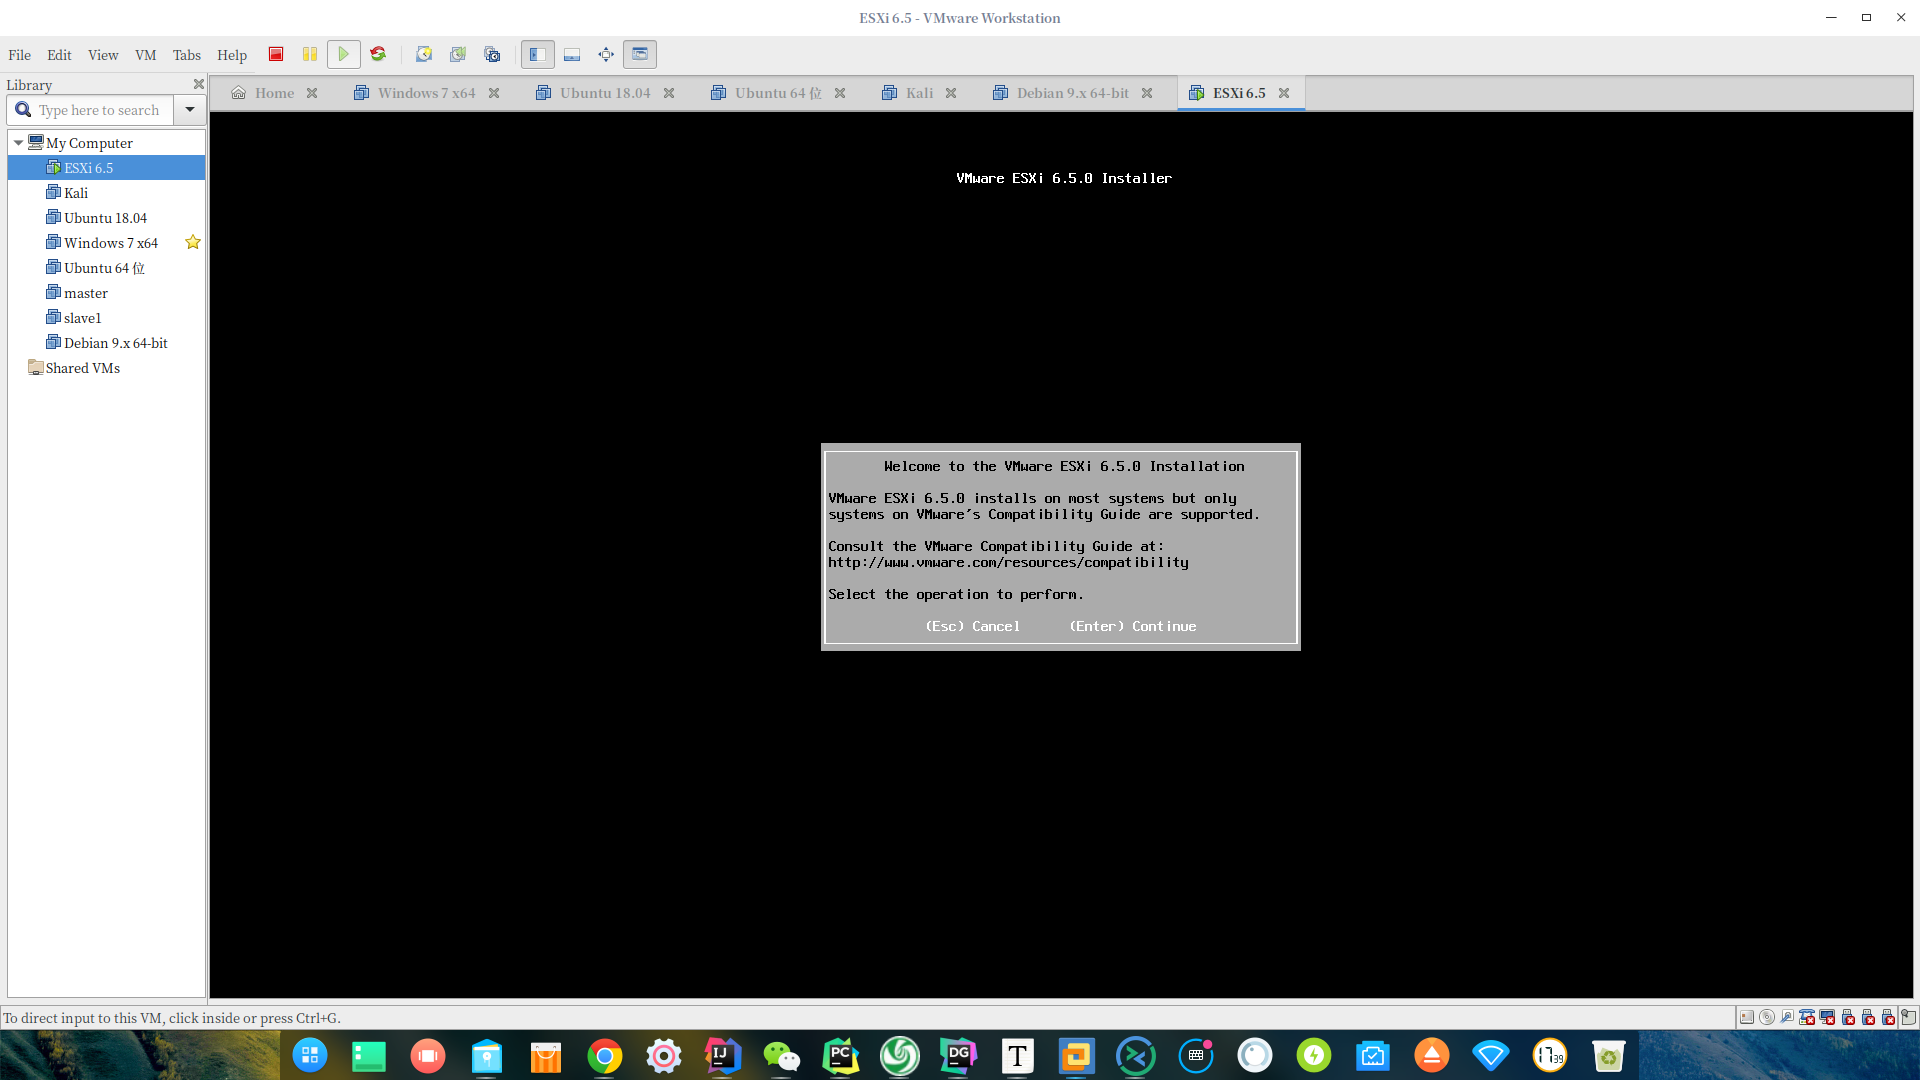 ESXi 6.5 - VMware Workstation
File Edit View VM Tabs Help
Library
Type here to search
Home
Windows 7 x64
Ubuntu 18.04
Ubuntu 64 位
Kali
Debian 9.x 64-bit
ESXi 6.5
My Computer
ESXi 6.5
Kali
Ubuntu 18.04
Windows 7 x64
Ubuntu 64 位
master
slave1
Debian 9.x 64-bit
Shared VMs
VMware ESXi 6.5.0 Installer
Welcome to the VMware ESXi 6.5.0 Installation
VMware ESXi 6.5.0 installs on most systems but only
systems on VMware's Compatibility Guide are supported.
Consult the VMware Compatibility Guide at:
http://www.vmware.com/resources/compatibility
Select the operation to perform.
(Esc) Cancel (Enter) Continue
To direct input to this VM, click inside or press Ctrl+G.
IJ
PC
DG
T
17 39